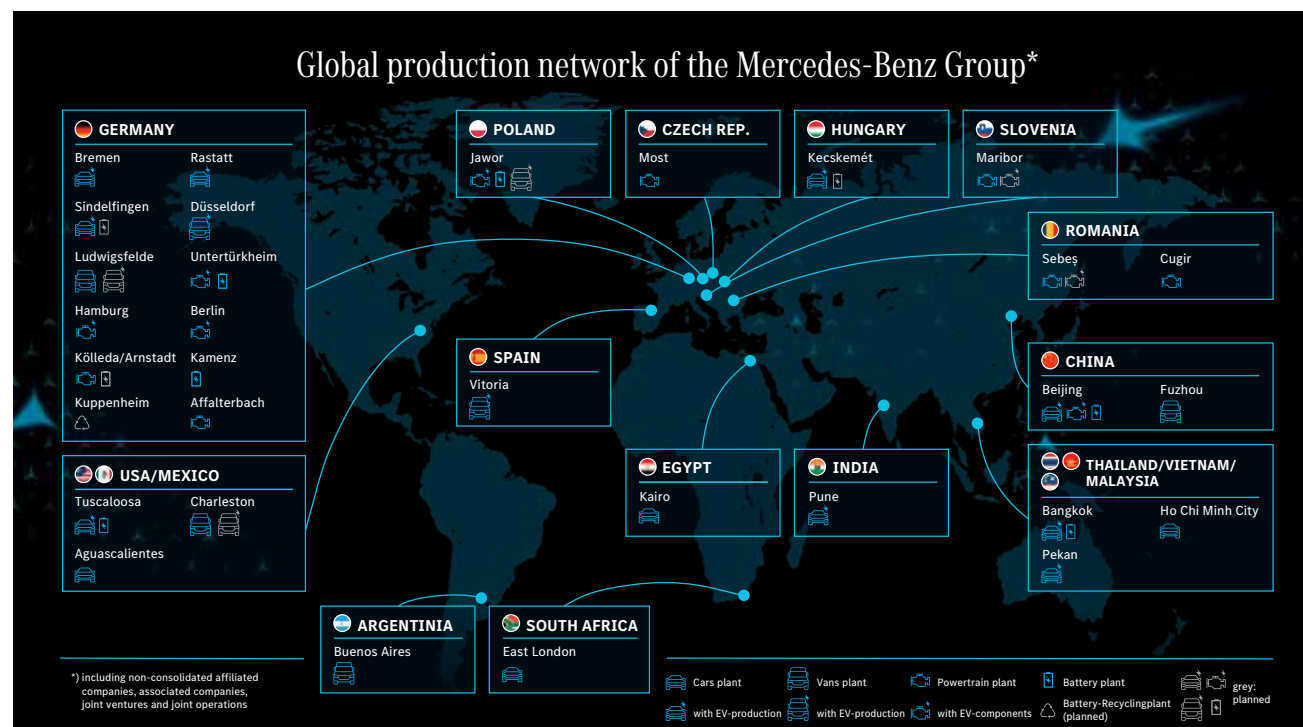 Global production network of the Mercedes-Benz Group*
GERMANY
Bremen
Rastatt
Sindelfingen
Düsseldorf
Ludwigsfelde
Untertürkheim
Hamburg
Berlin
Kölleda/Arnstadt
Kamenz
Kuppenheim
Affalterbach
USA/MEXICO
Tuscaloosa
Charleston
Aguascalientes
POLAND
Jawor
CZECH REP.
Most
HUNGARY
Kecskemét
SLOVENIA
Maribor
ROMANIA
Sebeș
Cugir
SPAIN
Vitoria
CHINA
Beijing
Fuzhou
EGYPT
Kairo
INDIA
Pune
THAILAND/VIETNAM/
MALAYSIA
Bangkok
Ho Chi Minh City
Pekan
ARGENTINIA
Buenos Aires
SOUTH AFRICA
East London
*) including non-consolidated affiliated
companies, associated companies,
joint ventures and joint operations
Cars plant
with EV-production
Vans plant
with EV-production
Powertrain plant
with EV-components
Battery plant
Battery-Recyclingplant
(planned)
grey:
planned